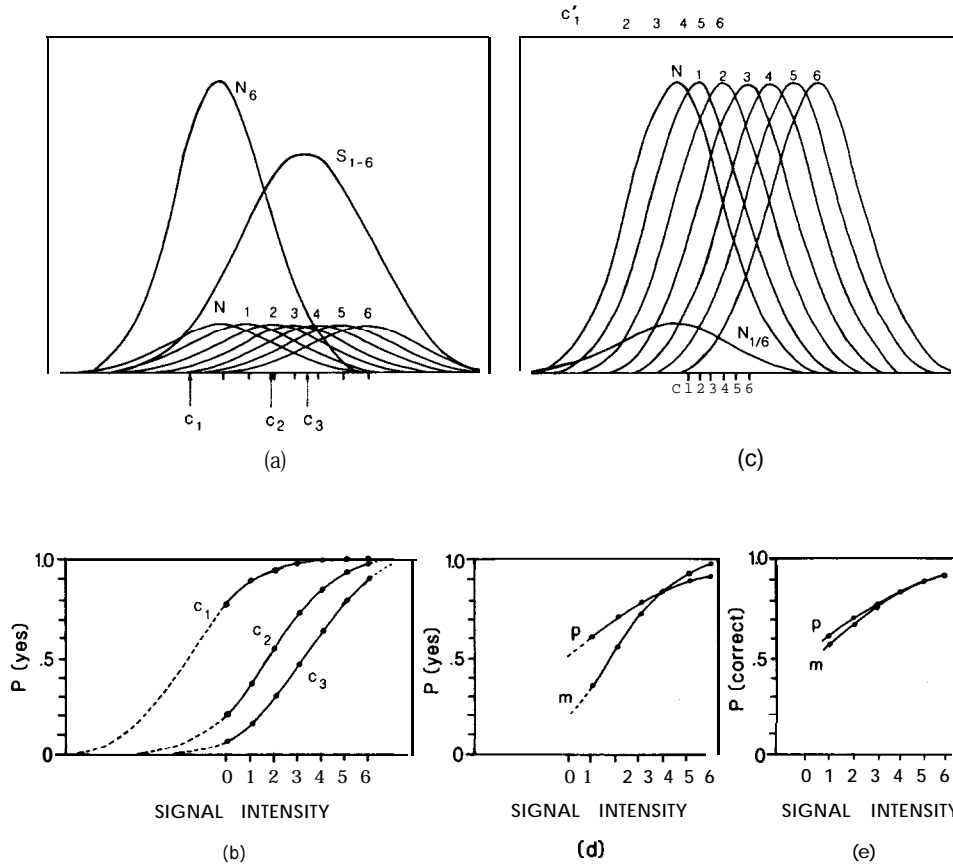 N6
S1-6
N 1 2 3 4 5 6
c1 c2 c3
(a)
c'1 2 3 4 5 6
N 1 2 3 4 5 6
N1/6
C 1 2 3 4 5 6
(c)
P (yes)
1.0
.5
0
c1
c2
c3
0 1 2 3 4 5 6
SIGNAL INTENSITY
(b)
P (yes)
1.0
.5
0
p
m
0 1 2 3 4 5 6
SIGNAL INTENSITY
(d)
P (correct)
1.0
.5
0
p
m
0 1 2 3 4 5 6
SIGNAL INTENSITY
(e)